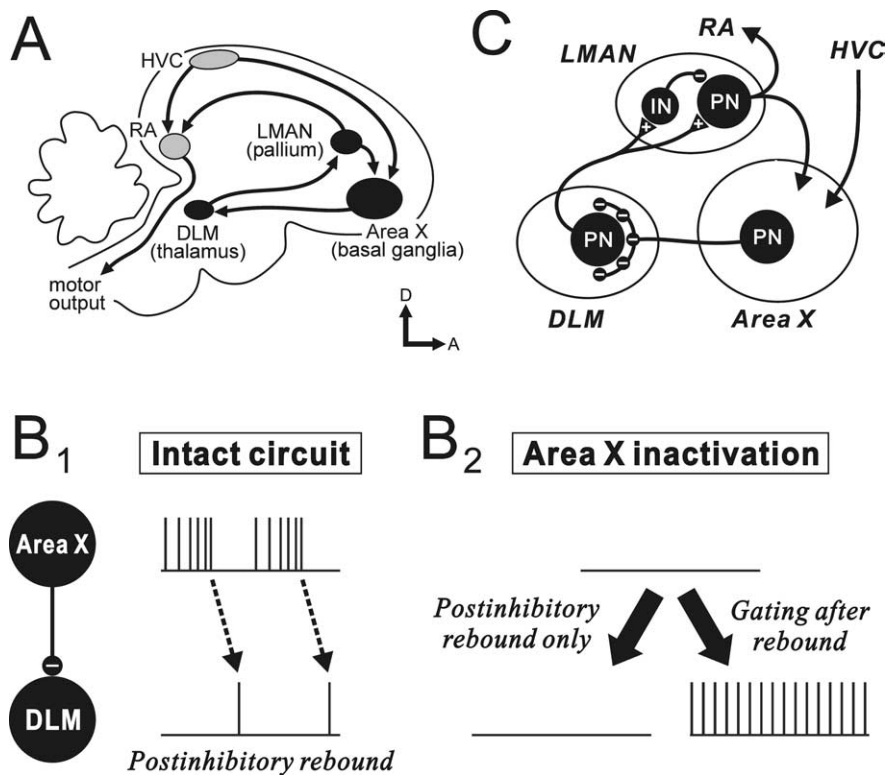 A
HVC
RA
LMAN
(pallium)
DLM
(thalamus)
Area X
(basal ganglia)
motor
output
D
A
C
LMAN
RA
HVC
IN
PN
−
+
+
PN
−
−
−
−
−
PN
DLM
Area X
B1
Intact circuit
Area X
−
DLM
Postinhibitory rebound
B2
Area X inactivation
Postinhibitory
rebound only
Gating after
rebound